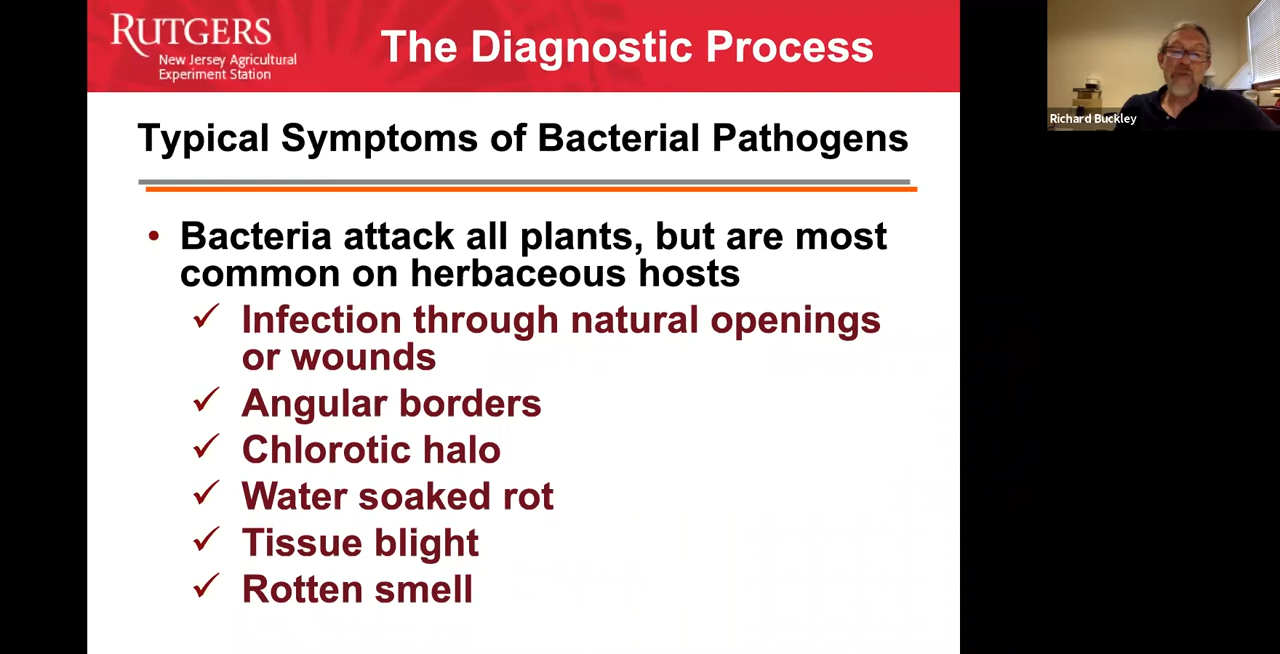 RUTGERS
New Jersey Agricultural
Experiment Station
The Diagnostic Process
Richard Buckley
Typical Symptoms of Bacterial Pathogens
• Bacteria attack all plants, but are most
common on herbaceous hosts
✓ Infection through natural openings
or wounds
✓ Angular borders
✓ Chlorotic halo
✓ Water soaked rot
✓ Tissue blight
✓ Rotten smell